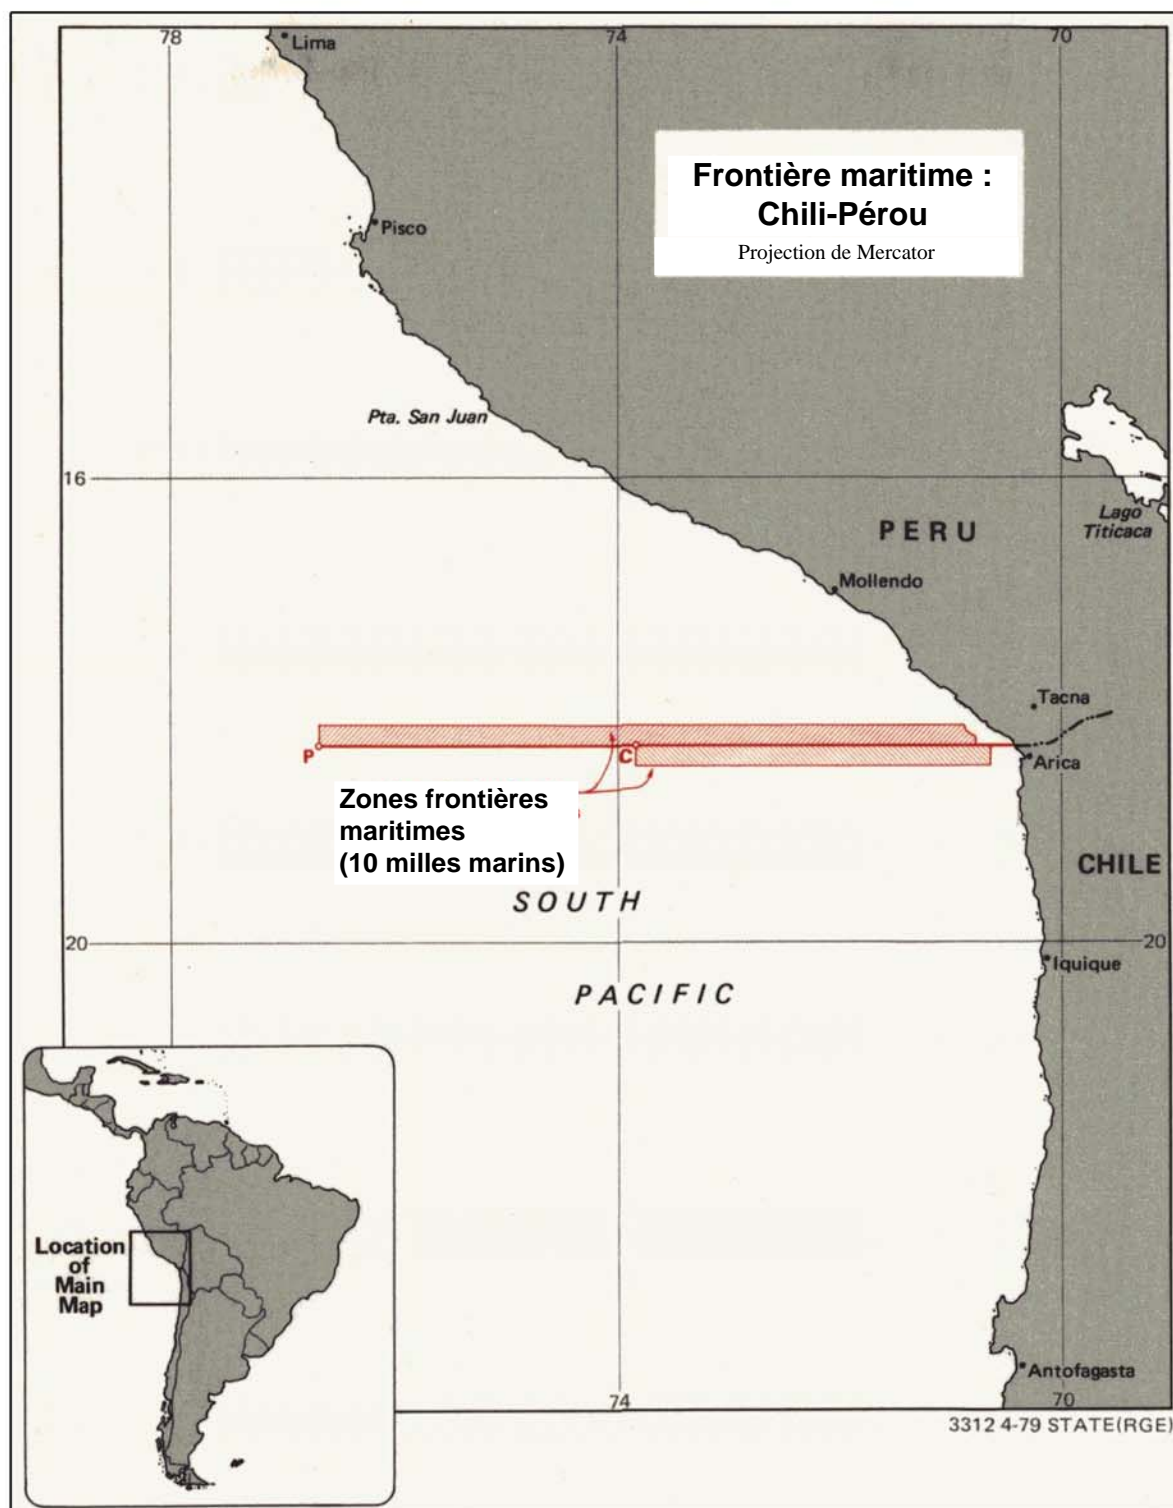 78
74
70
Lima
Frontière maritime :
Chili-Pérou
Projection de Mercator
Pisco
Pta. San Juan
16
Lago
Titicaca
PERU
Mollendo
Tacna
P
C
Arica
Zones frontières
maritimes
(10 milles marins)
CHILE
SOUTH
20
20
Iquique
PACIFIC
Location
of
Main
Map
Antofagasta
74
70
3312 4-79 STATE(RGE)